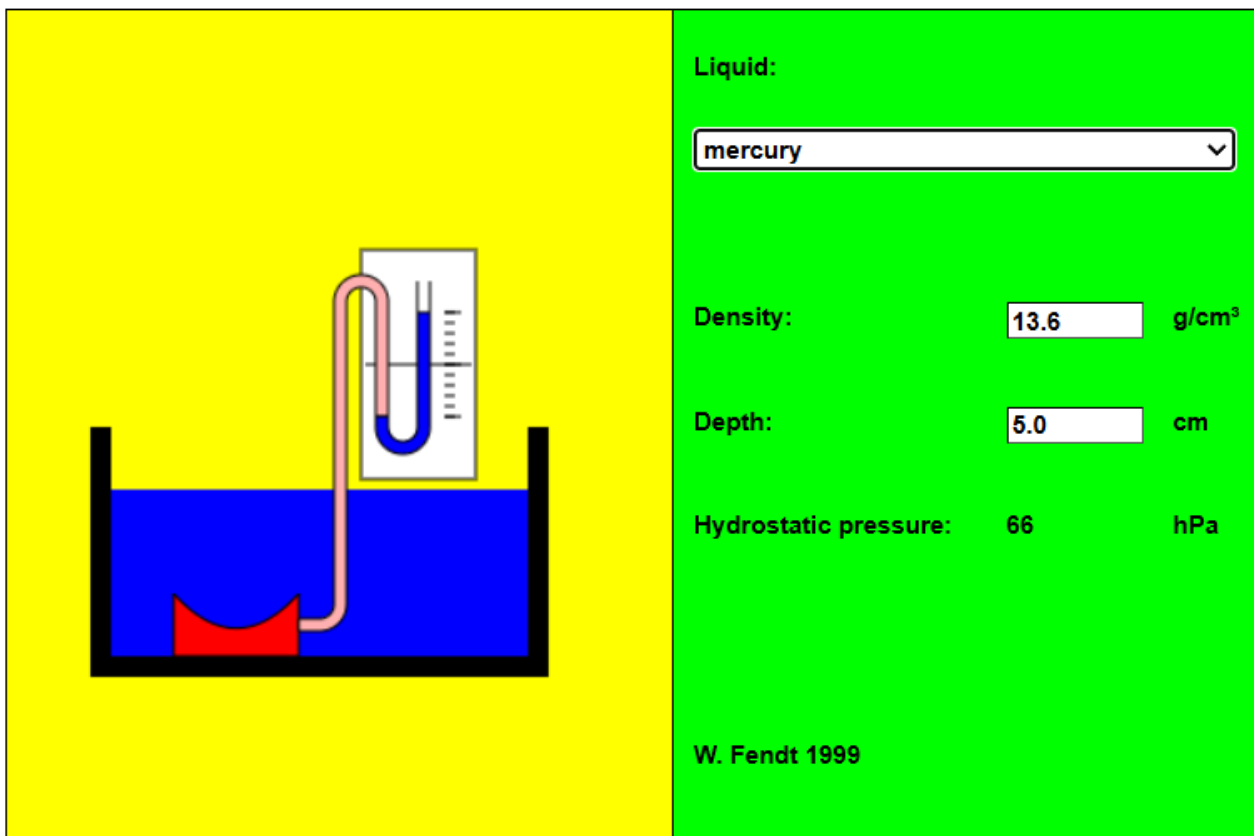 Liquid:
mercury
Density: 13.6 g/cm³
Depth: 5.0 cm
Hydrostatic pressure: 66 hPa
W. Fendt 1999